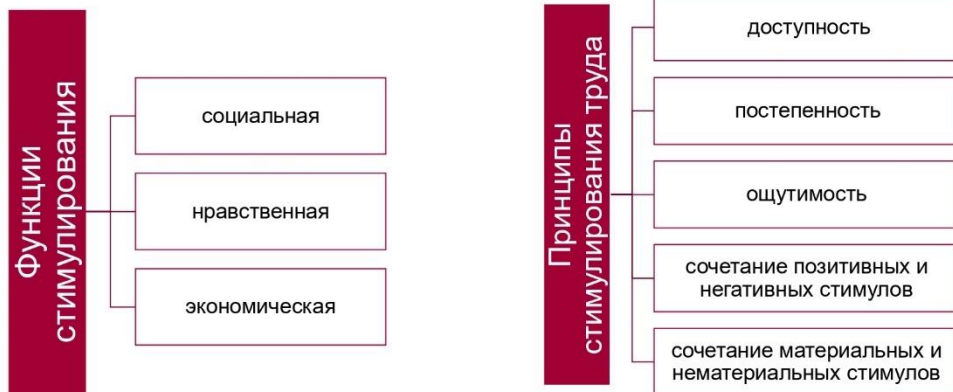 Функции
стимулирования
социальная
нравственная
экономическая
Принципы
стимулирования труда
доступность
постепенность
ощутимость
сочетание позитивных и
негативных стимулов
сочетание материальных и
нематериальных стимулов